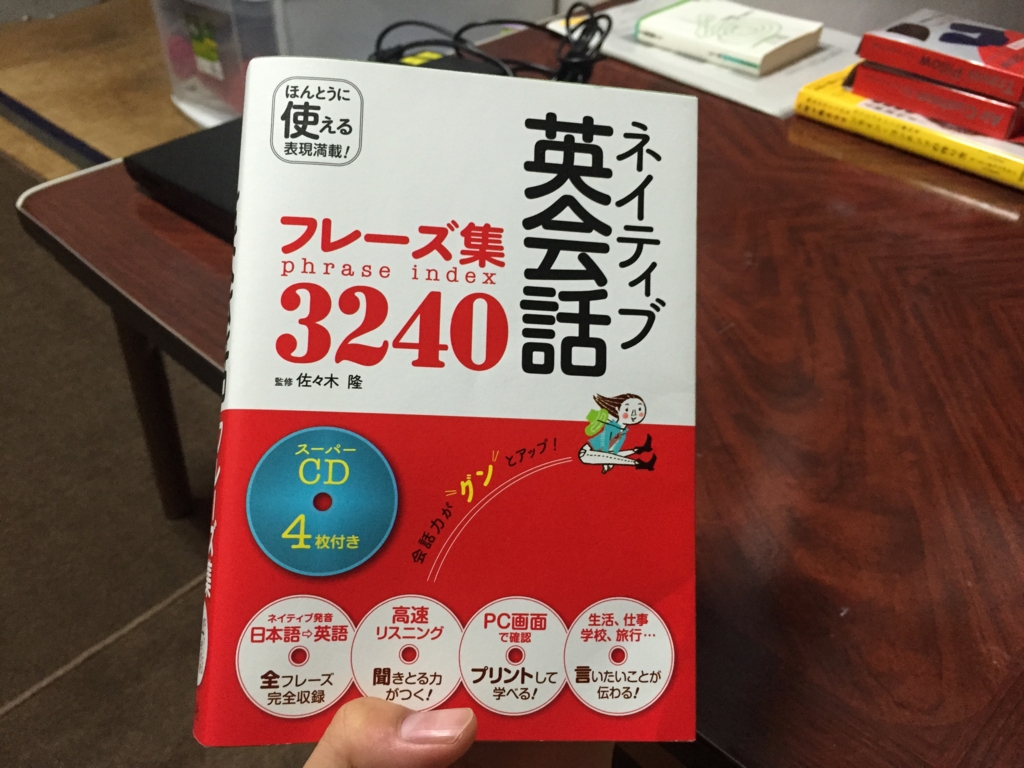 ほんとうに
使える
表現満載!
ネイティブ
英会話
フレーズ集
phrase index
3240
監修 佐々木 隆
スーパー
CD
4枚付き
会話力が"グン"とアップ!
ネイティブ発音
日本語⇨英語
全フレーズ
完全収録
高速
リスニング
聞きとる力
がつく!
PC画面
で確認
プリントして
学べる!
生活、仕事
学校、旅行…
言いたいことが
伝わる!